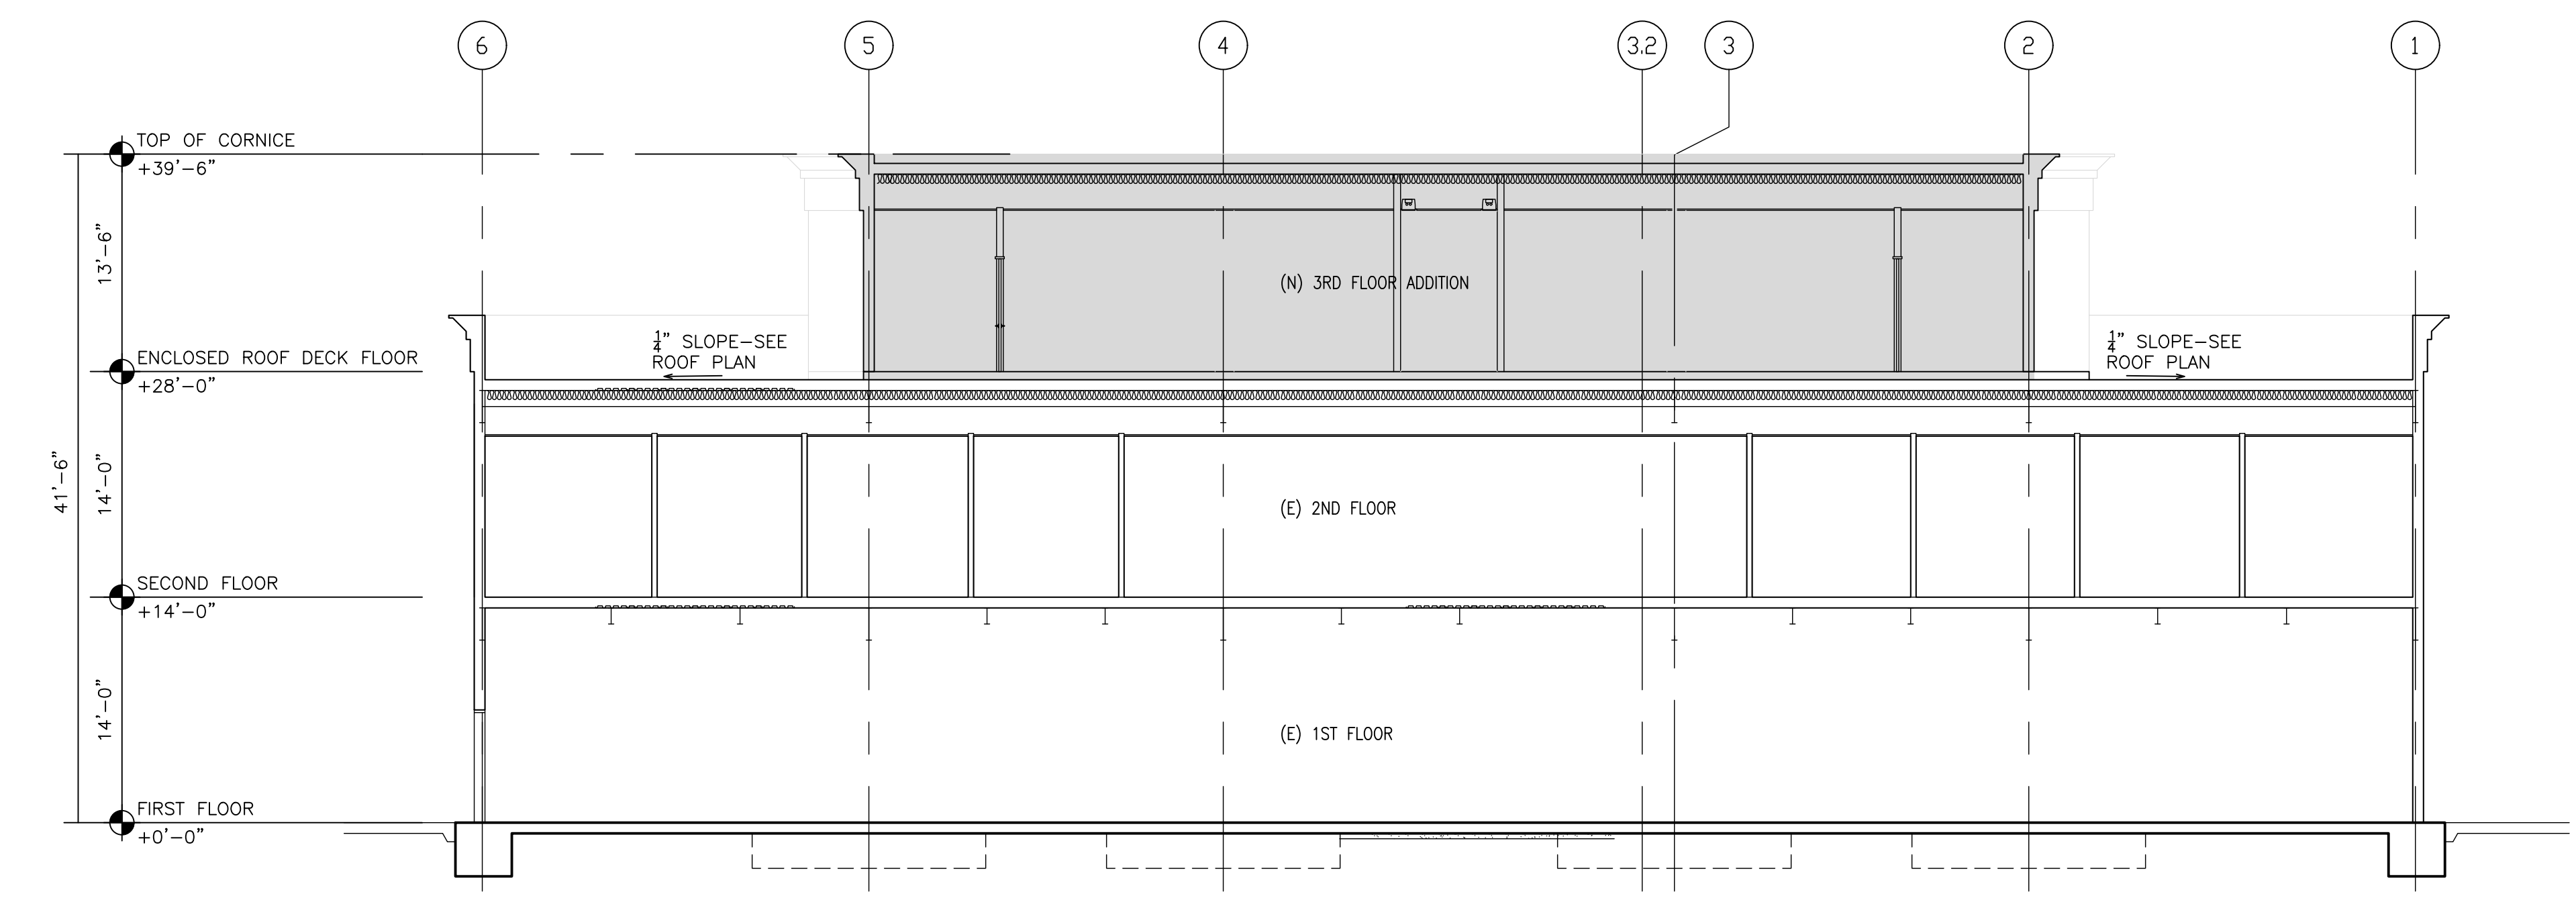 6
5
4
3.2
3
2
1
TOP OF CORNICE
+39'-6"
13'-6"
(N) 3RD FLOOR ADDITION
1/4" SLOPE-SEE
ROOF PLAN
1/4" SLOPE-SEE
ROOF PLAN
ENCLOSED ROOF DECK FLOOR
+28'-0"
41'-6"
14'-0"
(E) 2ND FLOOR
SECOND FLOOR
+14'-0"
14'-0"
(E) 1ST FLOOR
FIRST FLOOR
+0'-0"